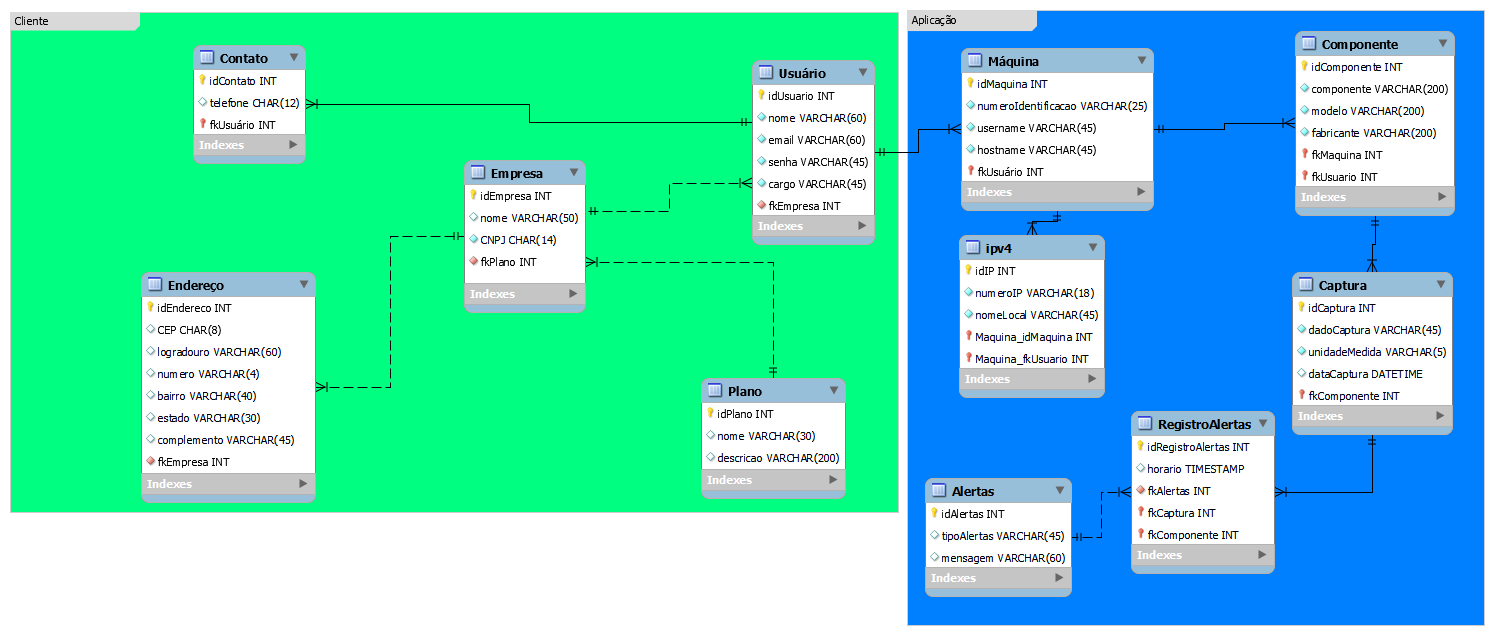 Cliente
Contato
idContato INT
telefone CHAR(12)
fkUsuário INT
Indexes
Usuário
idUsuario INT
nome VARCHAR(60)
email VARCHAR(60)
senha VARCHAR(45)
cargo VARCHAR(45)
fkEmpresa INT
Indexes
Empresa
idEmpresa INT
nome VARCHAR(50)
CNPJ CHAR(14)
fkPlano INT
Indexes
Endereço
idEndereco INT
CEP CHAR(8)
logradouro VARCHAR(60)
numero VARCHAR(4)
bairro VARCHAR(40)
estado VARCHAR(30)
complemento VARCHAR(45)
fkEmpresa INT
Indexes
Plano
idPlano INT
nome VARCHAR(30)
descricao VARCHAR(200)
Indexes
Aplicação
Máquina
idMaquina INT
numeroIdentificacao VARCHAR(25)
username VARCHAR(45)
hostname VARCHAR(45)
fkUsuário INT
Indexes
Componente
idComponente INT
componente VARCHAR(200)
modelo VARCHAR(200)
fabricante VARCHAR(200)
fkMaquina INT
fkUsuario INT
Indexes
ipv4
idIP INT
numeroIP VARCHAR(18)
nomeLocal VARCHAR(45)
Maquina_idMaquina INT
Maquina_fkUsuario INT
Indexes
Captura
idCaptura INT
dadoCaptura VARCHAR(45)
unidadeMedida VARCHAR(5)
dataCaptura DATETIME
fkComponente INT
Indexes
RegistroAlertas
idRegistroAlertas INT
horario TIMESTAMP
fkAlertas INT
fkCaptura INT
fkComponente INT
Indexes
Alertas
idAlertas INT
tipoAlertas VARCHAR(45)
mensagem VARCHAR(60)
Indexes